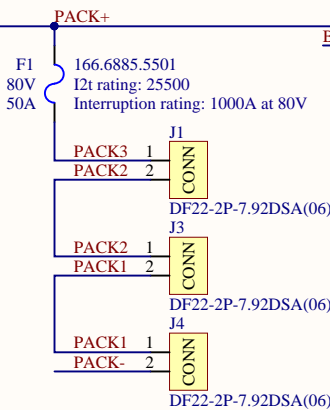 PACK+
F1 166.6885.5501
80V I2t rating: 25500
50A Interruption rating: 1000A at 80V
J1
PACK3 1
PACK2 2
CONN
DF22-2P-7.92DSA(06)
J3
PACK2 1
PACK1 2
CONN
DF22-2P-7.92DSA(06)
J4
PACK1 1
PACK- 2
CONN
DF22-2P-7.92DSA(06)